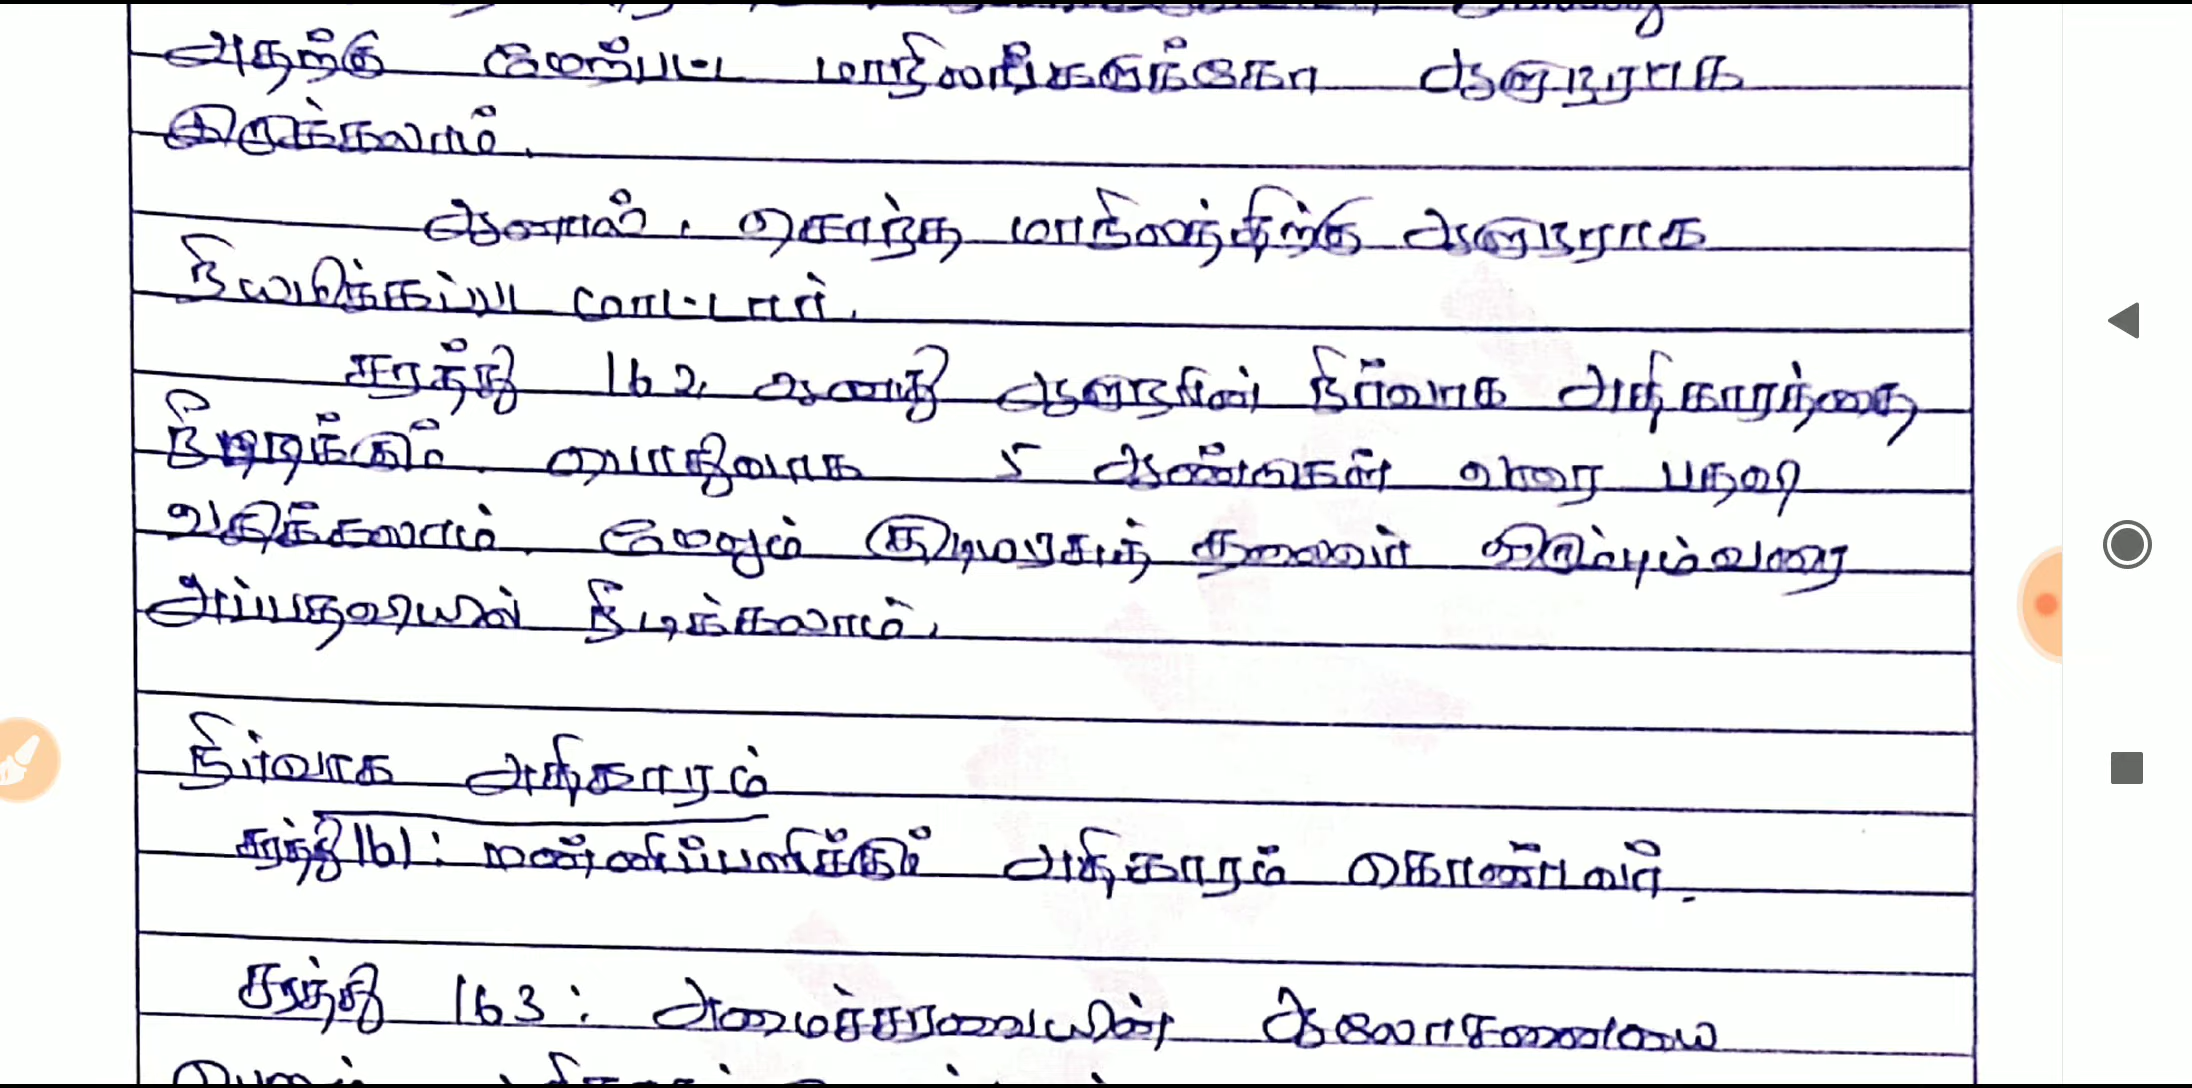 அதற்கு மேற்பட்ட மாநிலங்களுக்கோ ஆளுநராக
இருக்கலாம்.
ஆனால், சொந்த மாநிலத்திற்கு ஆளுநராக
நியமிக்கப்பட மாட்டார்.
சரத்து 162 ஆனது ஆளுநரின் நிர்வாக அதிகாரத்தை
நீடிக்கும். பொதுவாக 5 ஆண்டுகள் வரை பதவி
வகிக்கலாம். மேலும் குடியரசுத் தலைவர் விரும்பும்வரை
அப்பதவியில் நீடிக்கலாம்.
நிர்வாக அதிகாரம்
சரத்து 161: மன்னிப்பளிக்கும் அதிகாரம் கொண்டவர்.
சரத்து 163: அமைச்சரவையின் ஆலோசனையை